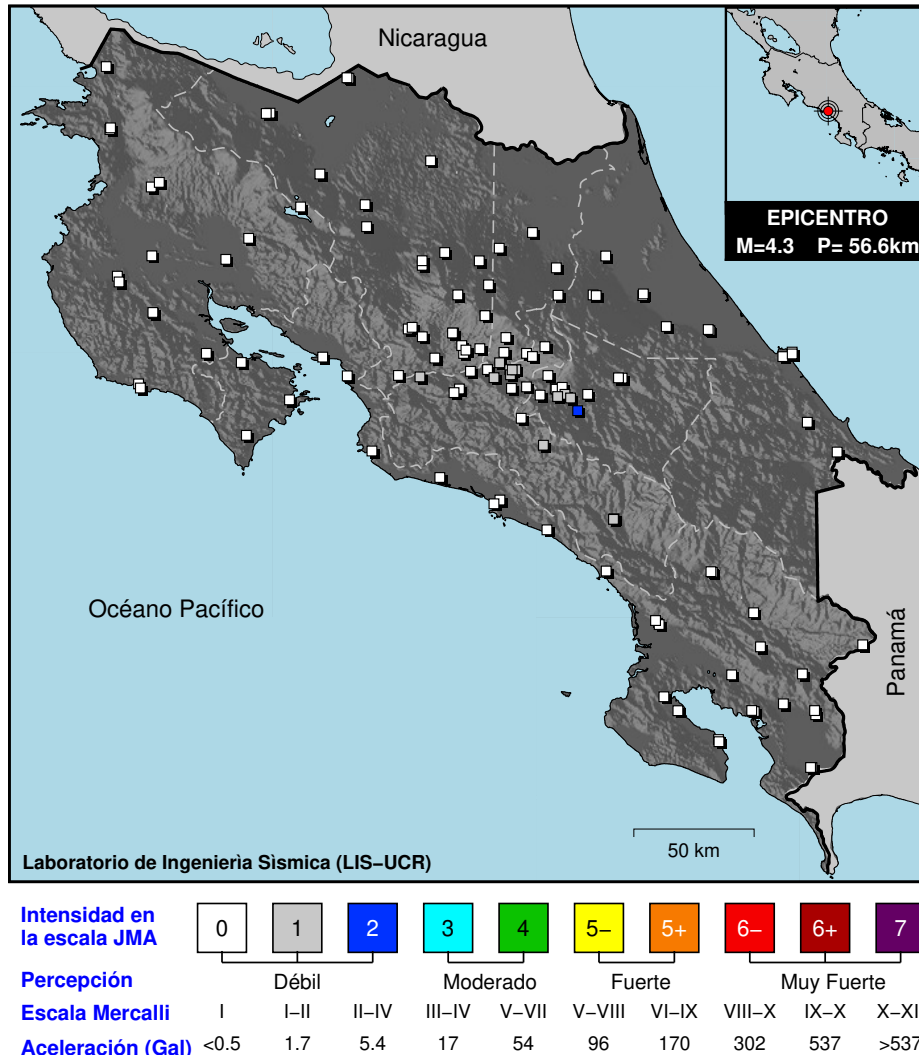 Nicaragua
EPICENTRO
M=4.3 P= 56.6km
Océano Pacífico
Panamá
50 km
Laboratorio de Ingenierìa Sìsmica (LIS–UCR)
Intensidad en
la escala JMA
0 1 2 3 4 5– 5+ 6– 6+ 7
Percepción Débil Moderado Fuerte Muy Fuerte
Escala Mercalli I I–II II–IV III–IV V–VII V–VIII VI–IX VIII–X IX–X X–XI
Aceleración (Gal) <0.5 1.7 5.4 17 54 96 170 302 537 >537